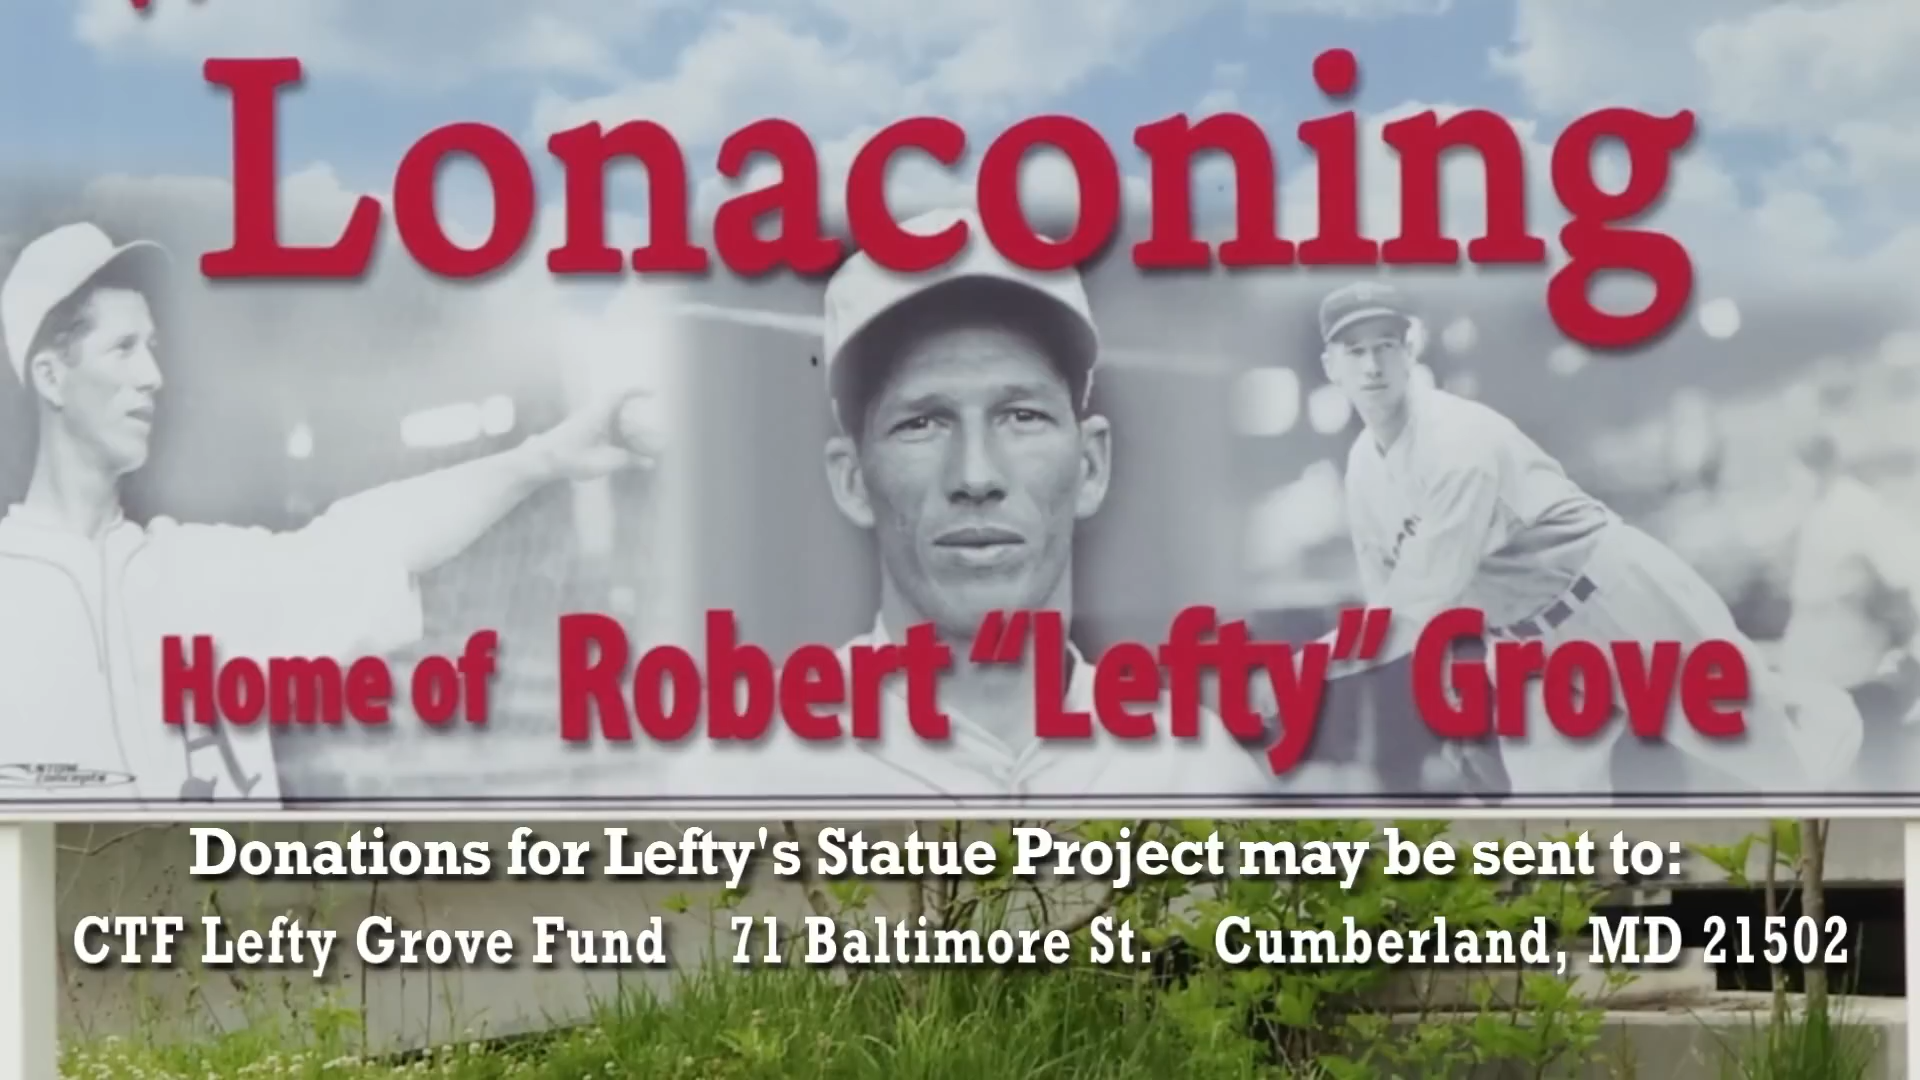 Lonaconing
Home of Robert “Lefty” Grove
Concepts
Donations for Lefty's Statue Project may be sent to:
CTF Lefty Grove Fund 71 Baltimore St. Cumberland, MD 21502